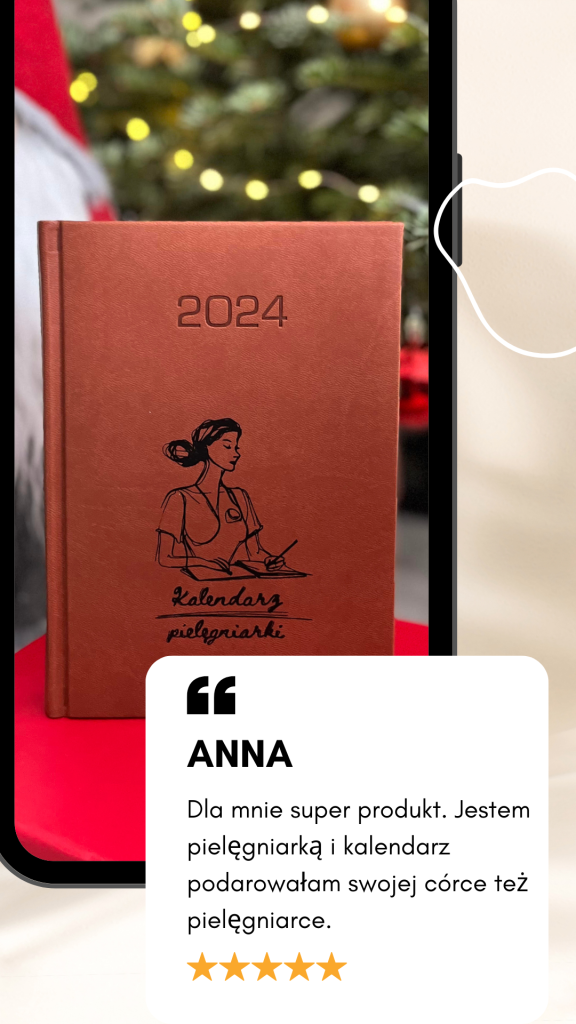 2024
Kalendarz
pielęgniarki
ANNA
Dla mnie super produkt. Jestem
pielęgniarką i kalendarz
podarowałam swojej córce też
pielęgniarce.